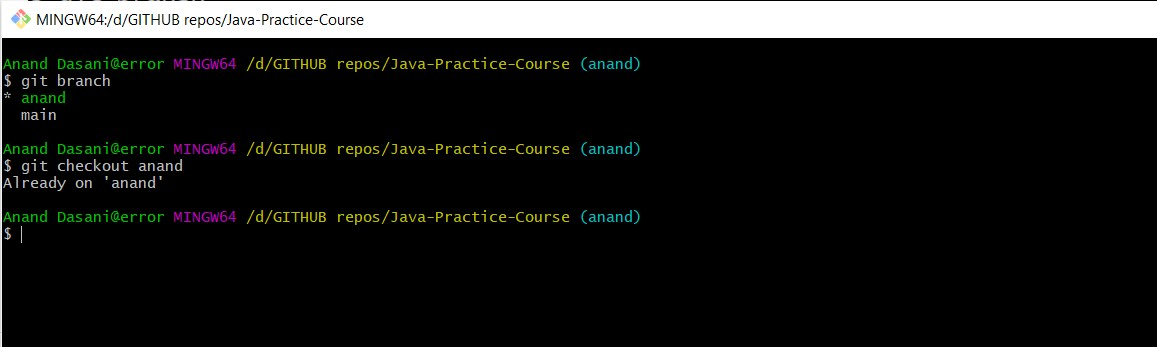 MINGW64:/d/GITHUB repos/Java-Practice-Course
Anand Dasani@error MINGW64 /d/GITHUB repos/Java-Practice-Course (anand)
$ git branch
* anand
  main
Anand Dasani@error MINGW64 /d/GITHUB repos/Java-Practice-Course (anand)
$ git checkout anand
Already on 'anand'
Anand Dasani@error MINGW64 /d/GITHUB repos/Java-Practice-Course (anand)
$